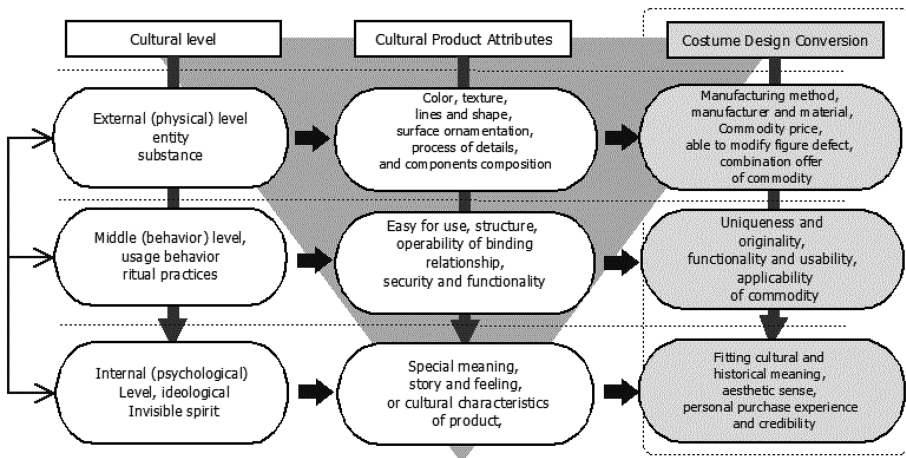 Cultural level
Cultural Product Attributes
Costume Design Conversion
External (physical) level
entity
substance
Color, texture,
lines and shape,
surface ornamentation,
process of details,
and components composition
Manufacturing method,
manufacturer and material,
Commodity price,
able to modify figure defect,
combination offer
of commodity
Middle (behavior) level,
usage behavior
ritual practices
Easy for use, structure,
operability of binding
relationship,
security and functionality
Uniqueness and
originality,
functionality and usability,
applicability
of commodity
Internal (psychological)
Level, ideological
Invisible spirit
Special meaning,
story and feeling,
or cultural characteristics
of product,
Fitting cultural and
historical meaning,
aesthetic sense,
personal purchase experience
and credibility